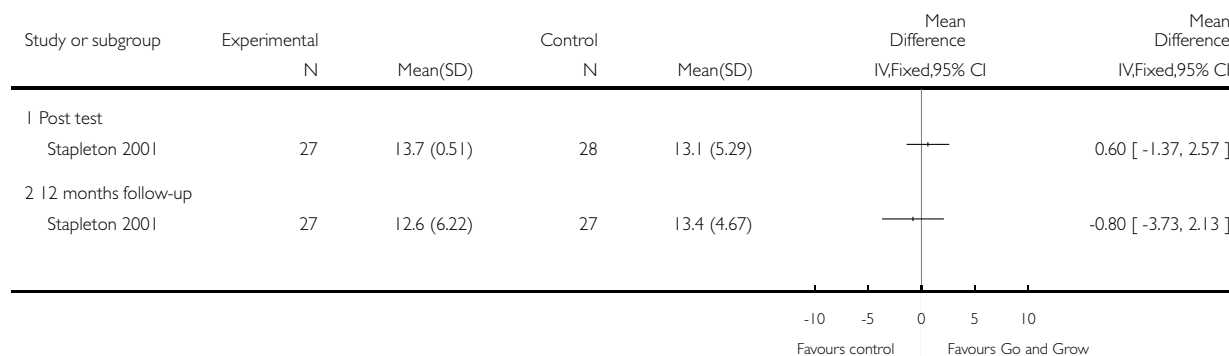 Mean Mean
Study or subgroup Experimental Control Difference Difference
N Mean(SD) N Mean(SD) IV,Fixed,95% CI IV,Fixed,95% CI
1 Post test
Stapleton 2001 27 13.7 (0.51) 28 13.1 (5.29) 0.60 [ -1.37, 2.57 ]
2 12 months follow-up
Stapleton 2001 27 12.6 (6.22) 27 13.4 (4.67) -0.80 [ -3.73, 2.13 ]
-10 -5 0 5 10
Favours control Favours Go and Grow